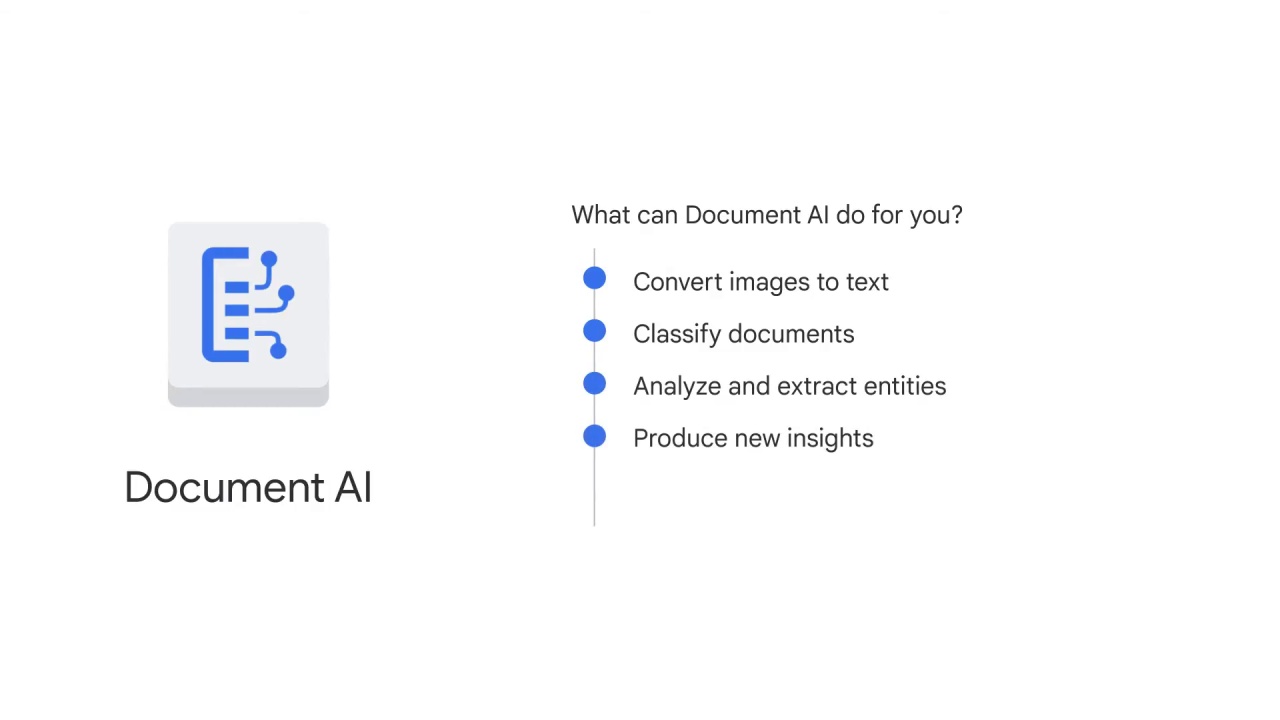 What can Document AI do for you?
Convert images to text
Classify documents
Analyze and extract entities
Produce new insights
Document AI